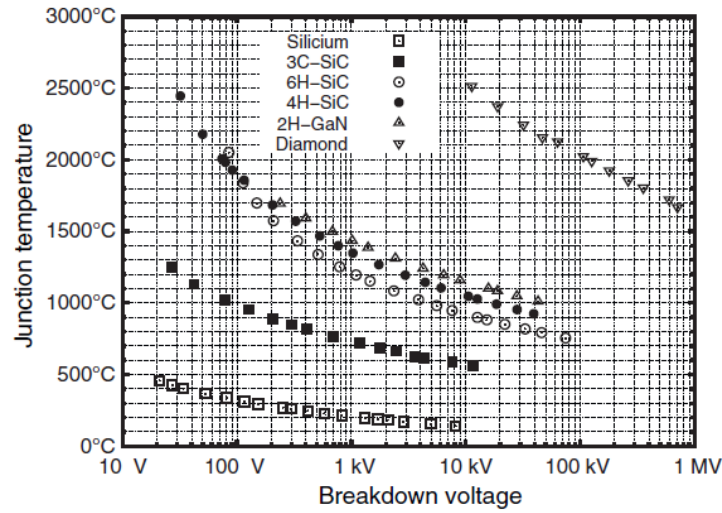 3000°C
2500°C
2000°C
1500°C
1000°C
500°C
0°C
Junction temperature
Silicium
3C-SiC
6H-SiC
4H-SiC
2H-GaN
Diamond
10 V 100 V 1 kV 10 kV 100 kV 1 MV
Breakdown voltage